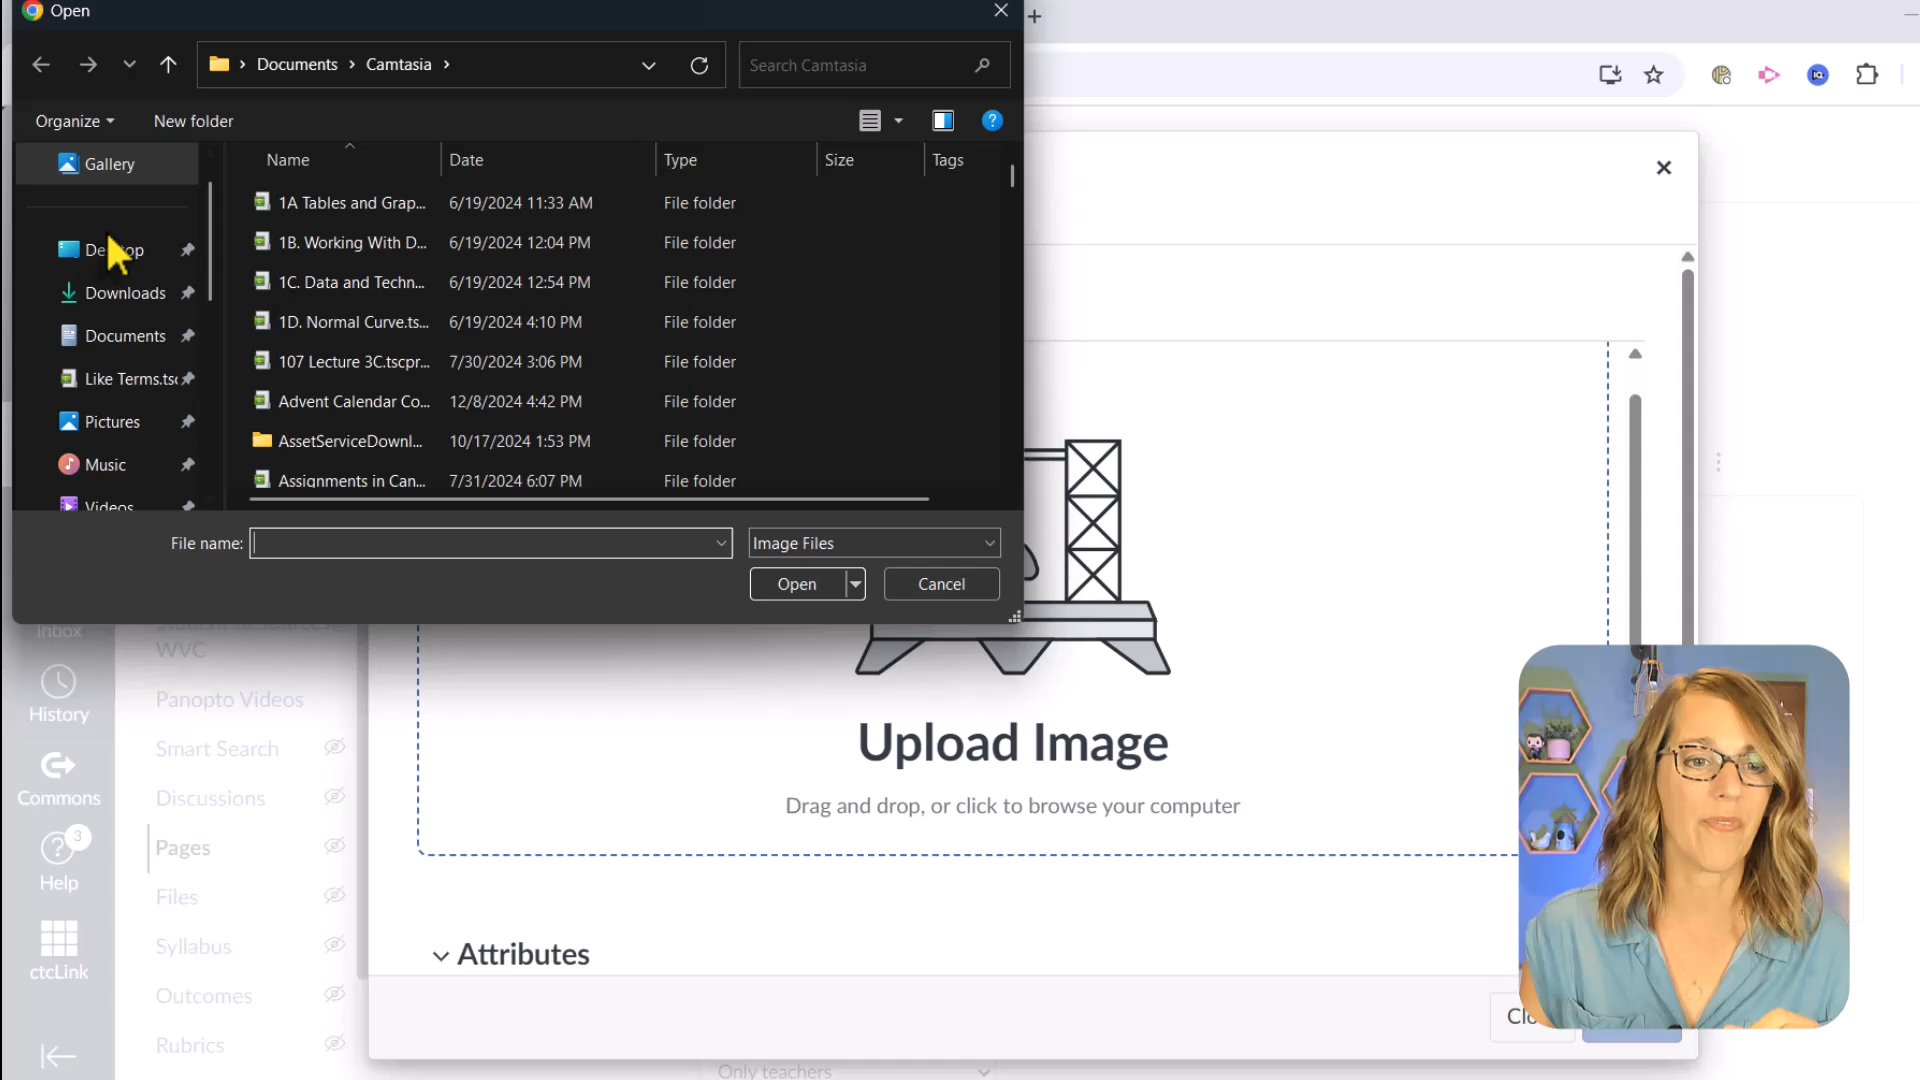 Open
Documents
Camtasia
Search Camtasia
Organize
New folder
Gallery
Desktop
Downloads
Documents
Like Terms.tsc
Pictures
Music
Videos
Name Date Type Size Tags
1A Tables and Grap... 6/19/2024 11:33 AM File folder
1B. Working With D... 6/19/2024 12:04 PM File folder
1C. Data and Techn... 6/19/2024 12:54 PM File folder
1D. Normal Curve.ts... 6/19/2024 4:10 PM File folder
107 Lecture 3C.tscpr... 7/30/2024 3:06 PM File folder
Advent Calendar Co... 12/8/2024 4:42 PM File folder
AssetServiceDownl... 10/17/2024 1:53 PM File folder
Assignments in Can... 7/31/2024 6:07 PM File folder
File name:
Image Files
Open
Cancel
Inbox
History
Commons
3
Help
ctcLink
WVC
Panopto Videos
Smart Search
Discussions
Pages
Files
Syllabus
Outcomes
Rubrics
Upload Image
Drag and drop, or click to browse your computer
Attributes
Clo
Only teachers